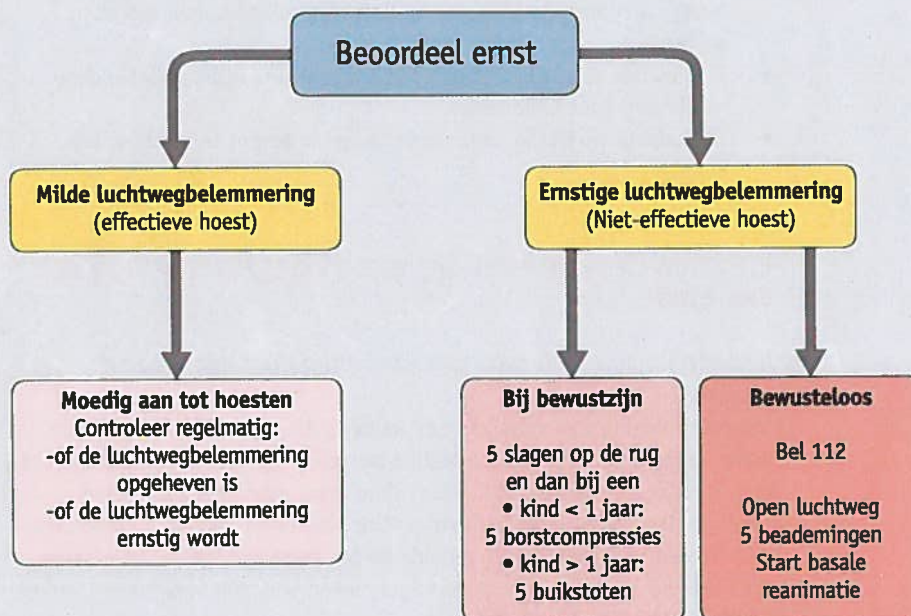 Beoordeel ernst
Milde luchtwegbelemmering
(effectieve hoest)
Ernstige luchtwegbelemmering
(Niet-effectieve hoest)
Moedig aan tot hoesten
Controleer regelmatig:
-of de luchtwegbelemmering
opgeheven is
-of de luchtwegbelemmering
ernstig wordt
Bij bewustzijn
5 slagen op de rug
en dan bij een
• kind < 1 jaar:
5 borstcompressies
• kind > 1 jaar:
5 buikstoten
Bewusteloos
Bel 112
Open luchtweg
5 beademingen
Start basale
reanimatie